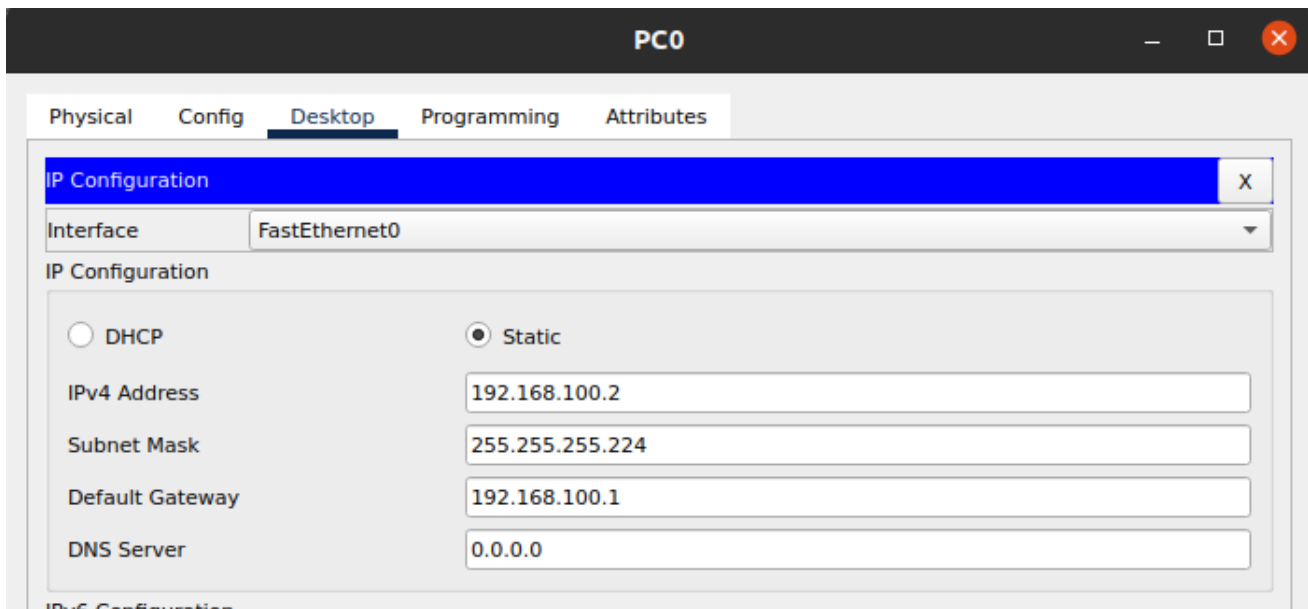 PC0
Physical Config Desktop Programming Attributes
IP Configuration X
Interface FastEthernet0
IP Configuration
DHCP Static
IPv4 Address 192.168.100.2
Subnet Mask 255.255.255.224
Default Gateway 192.168.100.1
DNS Server 0.0.0.0
IPv6 Configuration